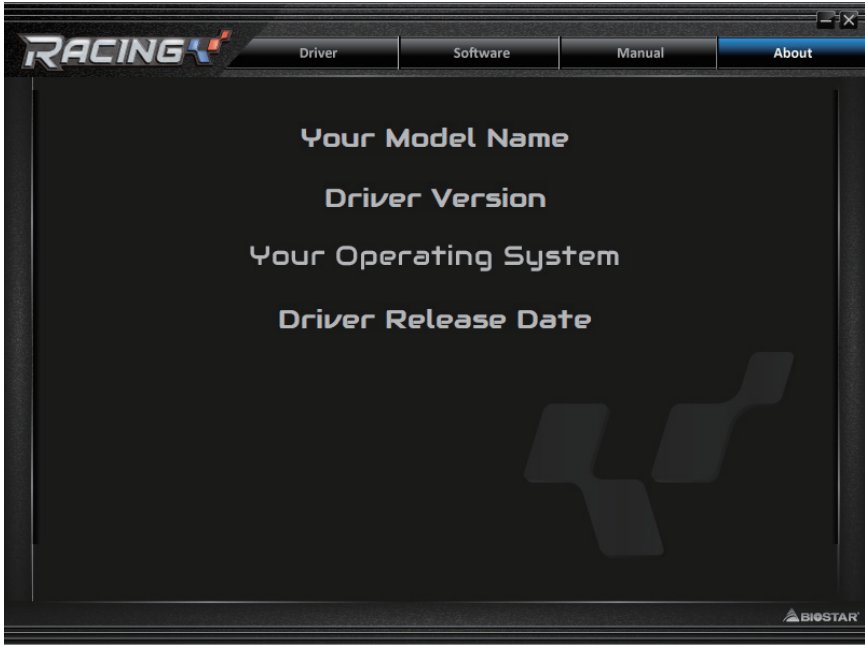 RACING
Driver Software Manual About
Your Model Name
Driver Version
Your Operating System
Driver Release Date
BIOSTAR